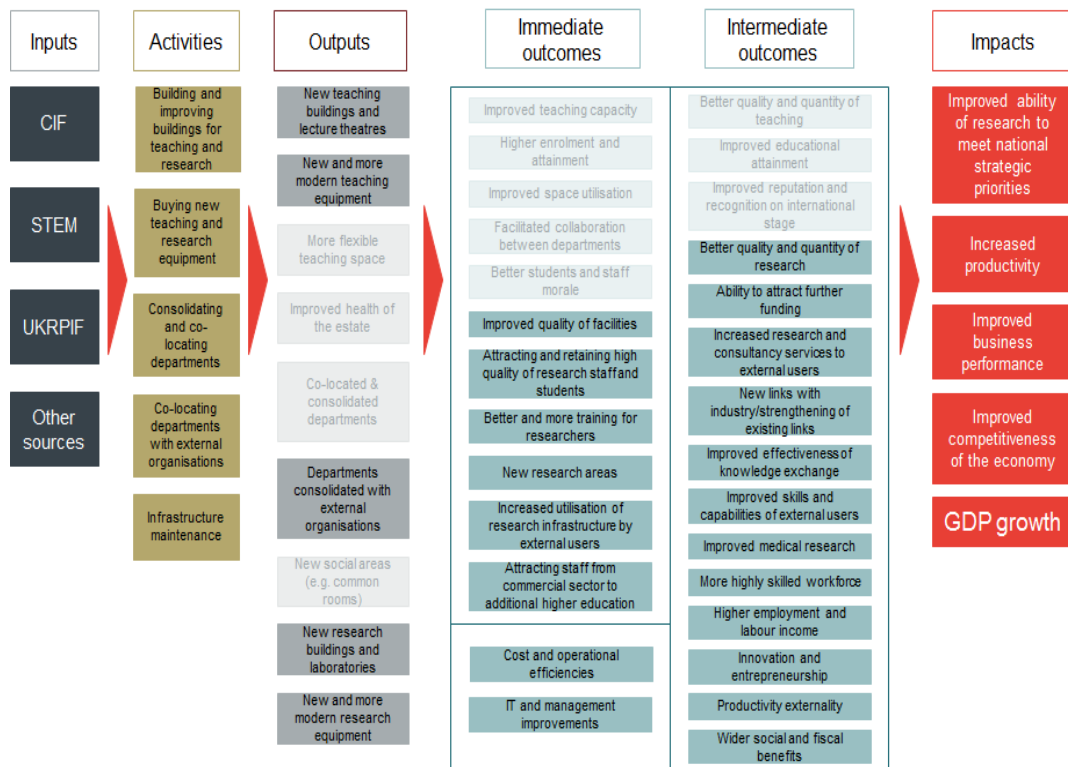 Inputs
Activities
Outputs
Immediate
outcomes
Intermediate
outcomes
Impacts
CIF
STEM
UKRPIF
Other
sources
Building and
improving
buildings for
teaching and
research
Buying new
teaching and
research
equipment
Consolidating
and co-
locating
departments
Co-locating
departments
with external
organisations
Infrastructure
maintenance
New teaching
buildings and
lecture theatres
New and more
modern teaching
equipment
More flexible
teaching space
Improved health of
the estate
Co-located &
consolidated
departments
Departments
consolidated with
external
organisations
New social areas
(e.g. common
rooms)
New research
buildings and
laboratories
New and more
modern research
equipment
Improved teaching capacity
Higher enrolment and
attainment
Improved space utilisation
Facilitated collaboration
between departments
Better students and staff
morale
Improved quality of facilities
Attracting and retaining high
quality of research staff and
students
Better and more training for
researchers
New research areas
Increased utilisation of
research infrastructure by
external users
Attracting staff from
commercial sector to
additional higher education
Cost and operational
efficiencies
IT and management
improvements
Better quality and quantity of
teaching
Improved educational
attainment
Improved reputation and
recognition on international
stage
Better quality and quantity of
research
Ability to attract further
funding
Increased research and
consultancy services to
external users
New links with
industry/strengthening of
existing links
Improved effectiveness of
knowledge exchange
Improved skills and
capabilities of external users
Improved medical research
More highly skilled workforce
Higher employment and
labour income
Innovation and
entrepreneurship
Productivity externality
Wider social and fiscal
benefits
Improved ability
of research to
meet national
strategic
priorities
Increased
productivity
Improved
business
performance
Improved
competitiveness
of the economy
GDP growth